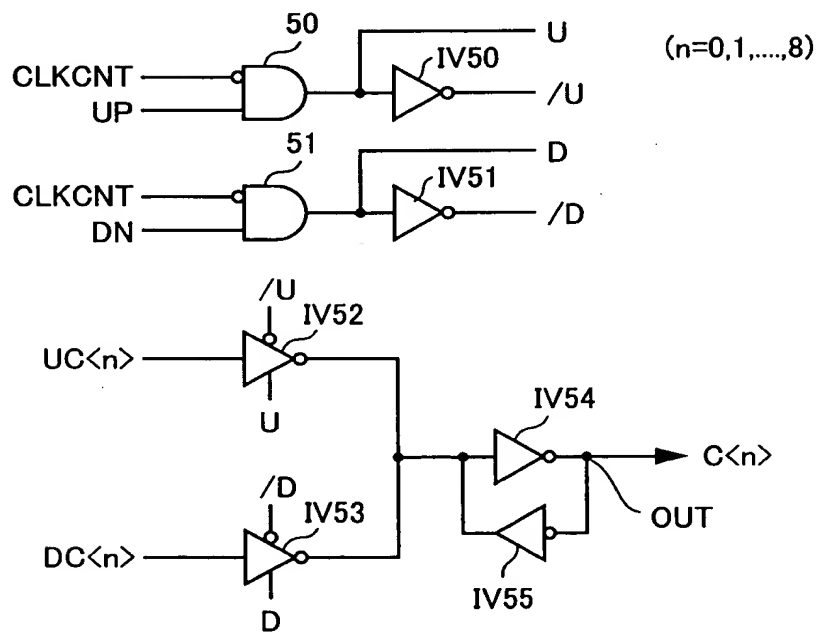 50
U
(n=0,1,....,8)
CLKCNT
IV50
UP
/U
51
D
CLKCNT
IV51
DN
/D
/U
IV52
UC<n>
U
IV54
C<n>
/D
IV53
OUT
DC<n>
IV55
D